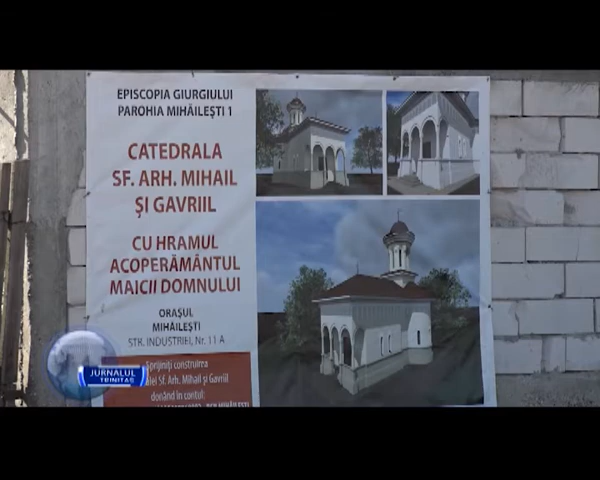 EPISCOPIA GIURGIULUI
PAROHIA MIHĂILEȘTI 1
CATEDRALA
SF. ARH. MIHAIL
ȘI GAVRIIL
CU HRAMUL
ACOPERĂMÂNTUL
MAICII DOMNULUI
ORAȘUL
MIHĂILEȘTI
STR. INDUSTRIEI, Nr. 11 A
Sprijiniți construirea
Sf. Arh. Mihail și Gavriil
donând în contul:
MIHĂILEȘTI
JURNALUL
TRINITAS